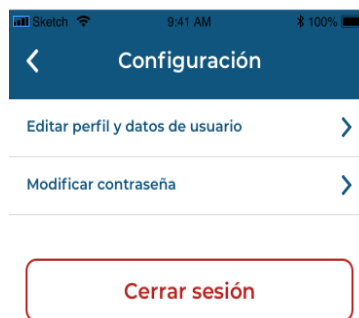 Sketch 9:41 AM 100%
Configuración
Editar perfil y datos de usuario
Modificar contraseña
Cerrar sesión